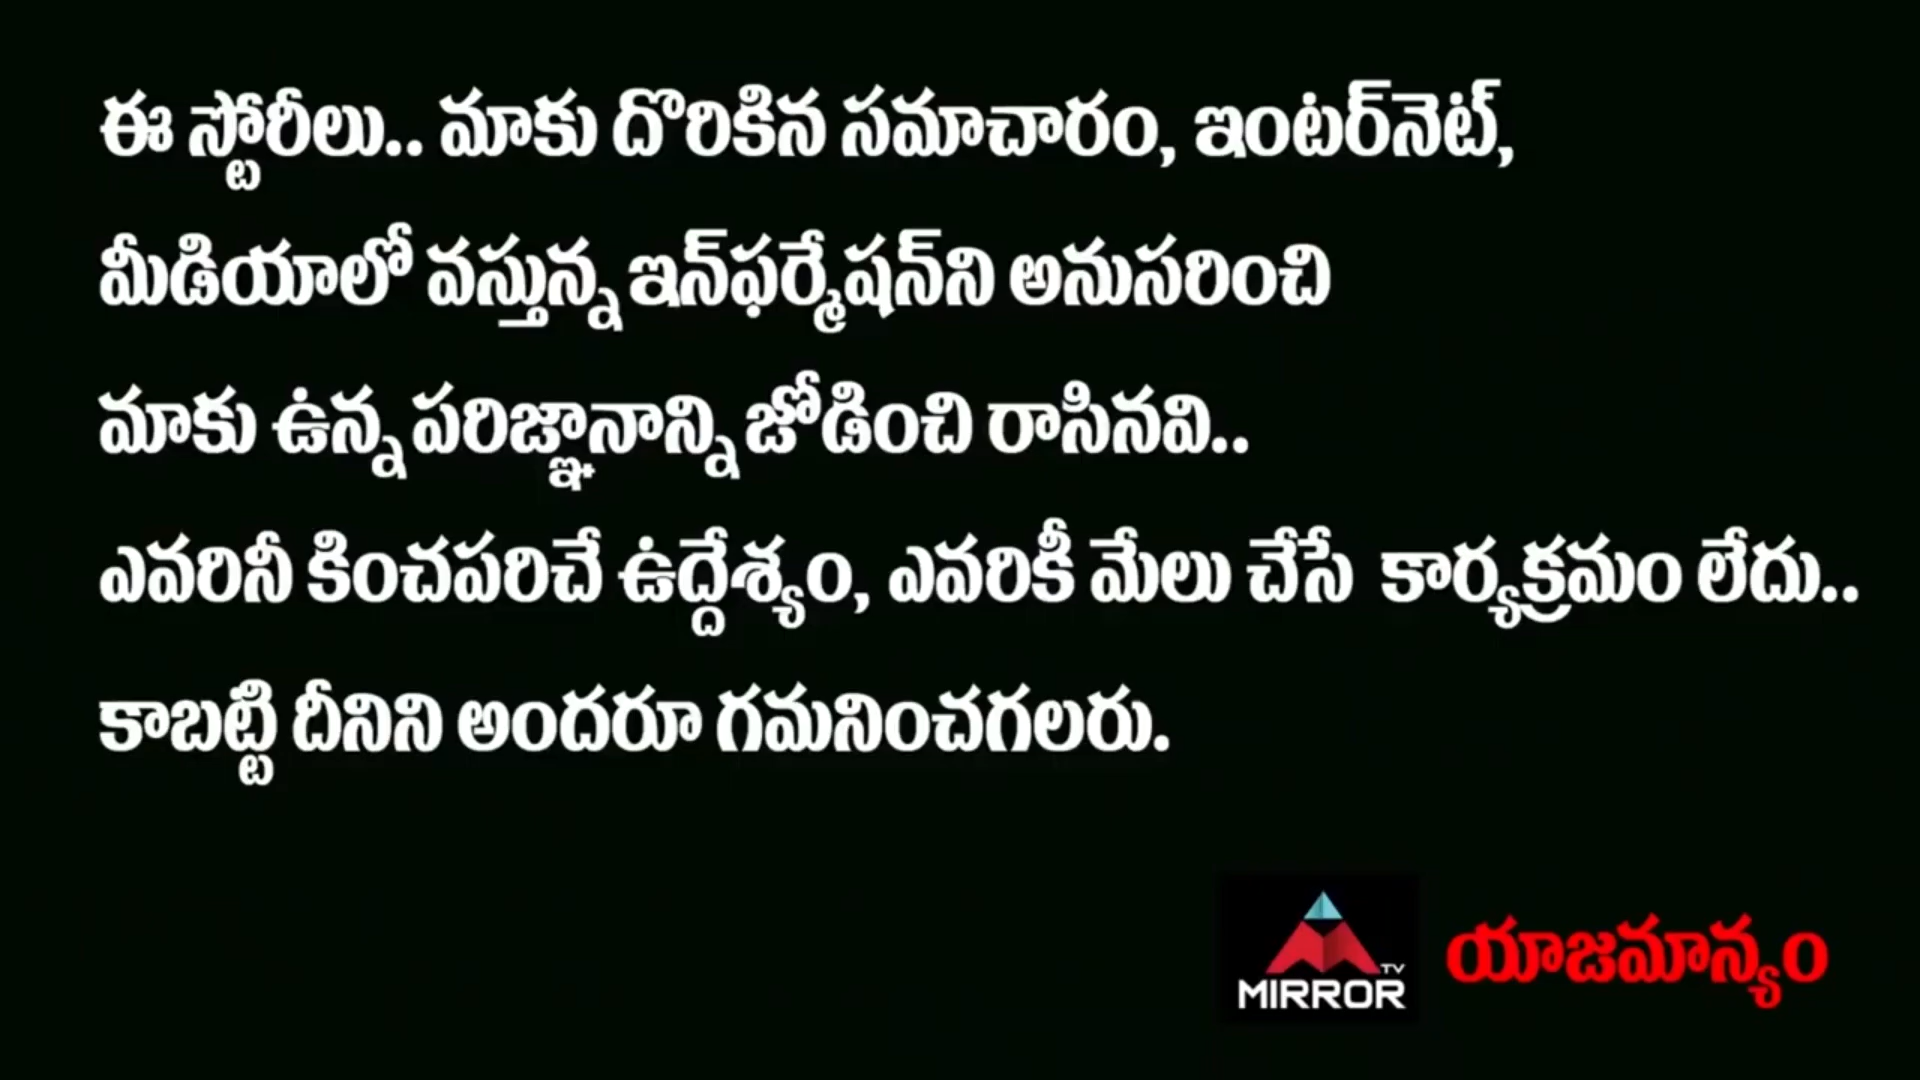 ఈ స్టోరీలు.. మాకు దొరికిన సమాచారం, ఇంటర్‌నెట్,
మీడియాలో వస్తున్న ఇన్‌ఫర్మేషన్‌ని అనుసరించి
మాకు ఉన్న పరిజ్ఞానాన్ని జోడించి రాసినవి..
ఎవరినీ కించపరిచే ఉద్దేశ్యం, ఎవరికీ మేలు చేసే కార్యక్రమం లేదు..
కాబట్టి దీనిని అందరూ గమనించగలరు.
TV
MIRROR
యాజమాన్యం